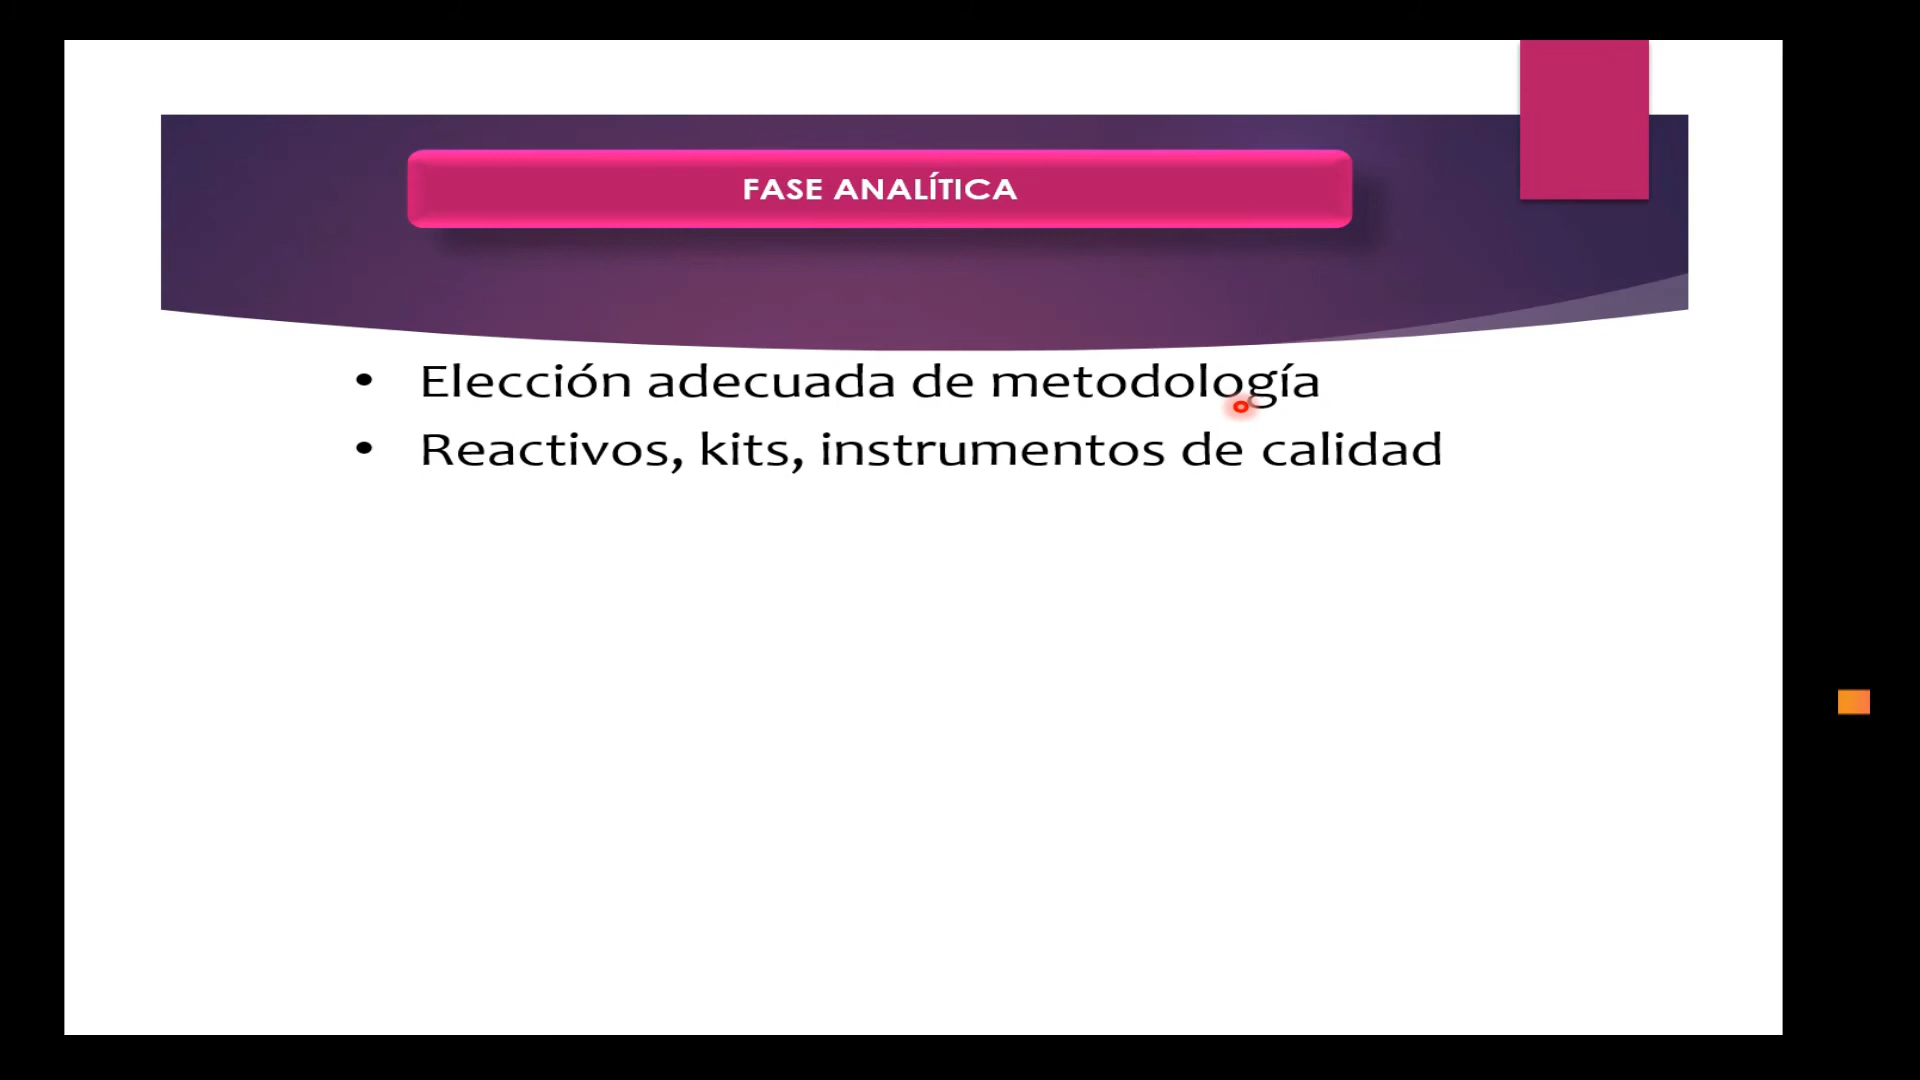 FASE ANALÍTICA
• Elección adecuada de metodología
• Reactivos, kits, instrumentos de calidad